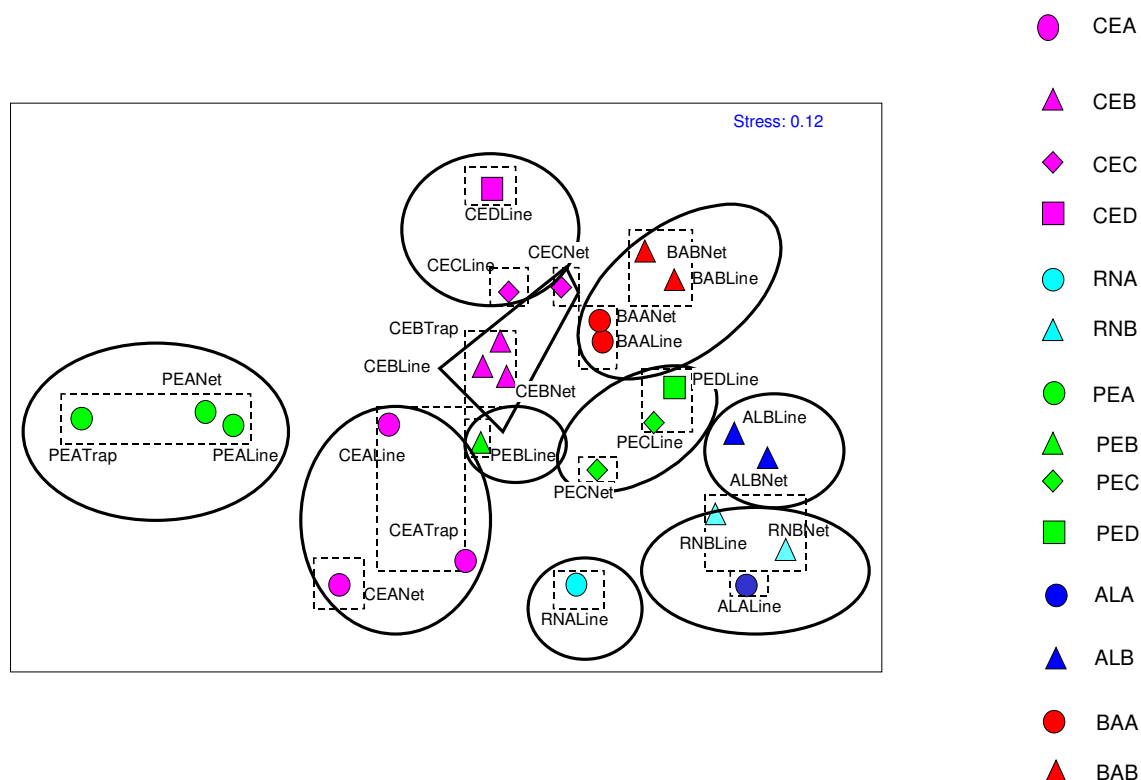 CEA
CEB
Stress: 0.12
CEC
CEDLine
CED
CECNet
BABNet
CECLine
BABLine
RNA
BAANet
CEBTrap
RNB
BAALine
CEBLine
PEANet
PEDLine
CEBNet
PEA
ALBLine
PECLine
PEB
PEATrap
PEALine
CEALine
PEBLine
ALBNet
PEC
PECNet
CEATrap
RNBNet
PED
RNBLine
CEANet
ALALine
ALA
RNALine
ALB
BAA
BAB